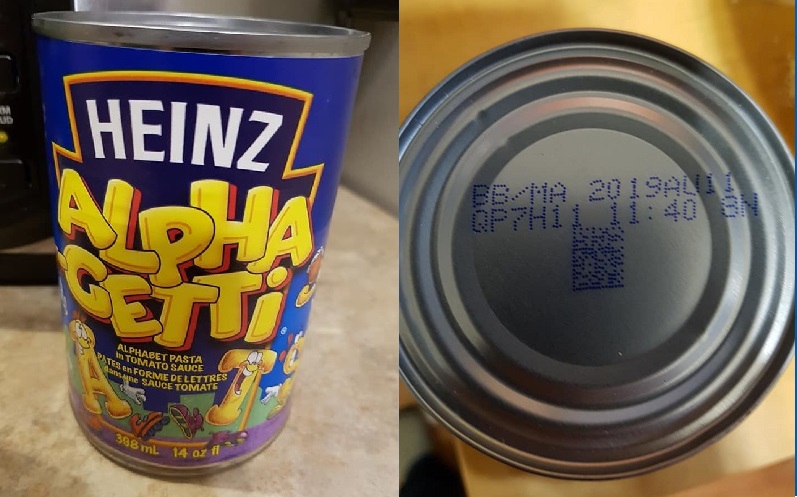 HEINZ
ALPHA
-GETTi
®
ALPHABET PASTA
in TOMATO SAUCE
PÂTES en FORME DE LETTRES
dans une SAUCE TOMATE
398 mL 14 oz fl
BB/MA 2019AU11
QP7H11 11:40 8N